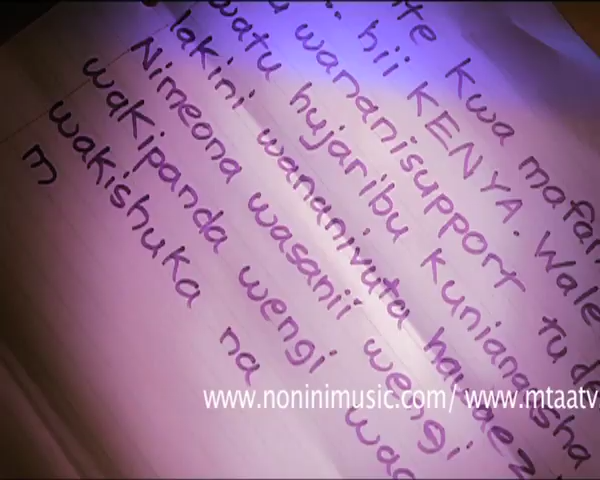 kwa
hii KENYA. Wale
wananisupport tu
watu hujaribu
lakini wananivuta
Nimeona wasanii wengi
wakipanda wengi
wakishuka na
m
www.noninimusic.com/ www.mtaatv